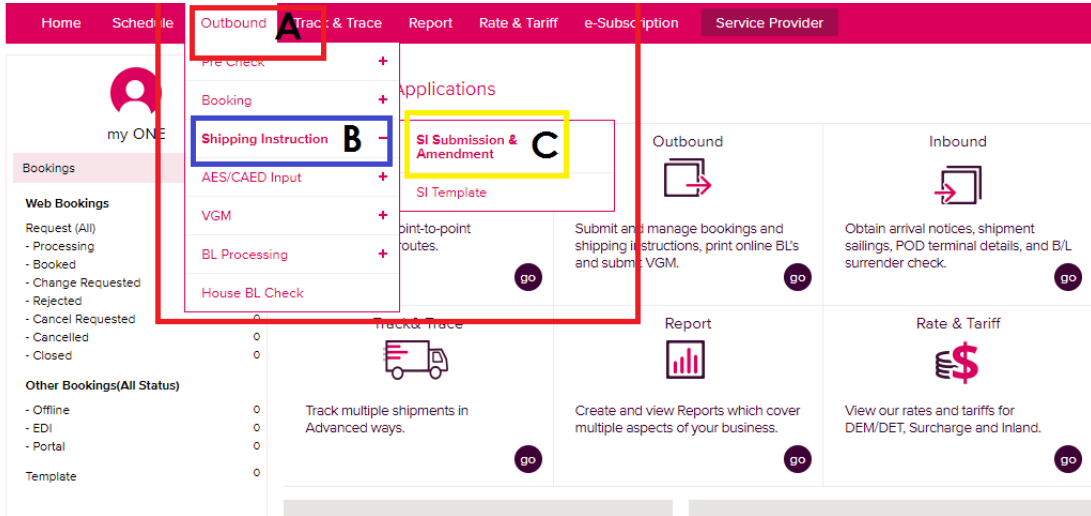 Home Schedule Outbound Track & Trace Report Rate & Tariff e-Subscription Service Provider
A
my ONE
Bookings
Web Bookings
Request (All)
- Processing
- Booked
- Change Requested
- Rejected
- Cancel Requested 0
- Cancelled 0
- Closed 0
Other Bookings(All Status)
- Offline 0
- EDI 0
- Portal 0
Template 0
Pre Check +
Booking +
Shipping Instruction B -
AES/CAED Input +
VGM +
BL Processing +
House BL Check
Applications
SI Submission &
Amendment
C
SI Template
point-to-point
routes.
go
Outbound
Submit and manage bookings and
shipping instructions, print online BL's
and submit VGM.
go
Inbound
Obtain arrival notices, shipment
sailings, POD terminal details, and B/L
surrender check.
go
Track& Trace
Track multiple shipments in
Advanced ways.
go
Report
Create and view Reports which cover
multiple aspects of your business.
go
Rate & Tariff
View our rates and tariffs for
DEM/DET, Surcharge and Inland.
go